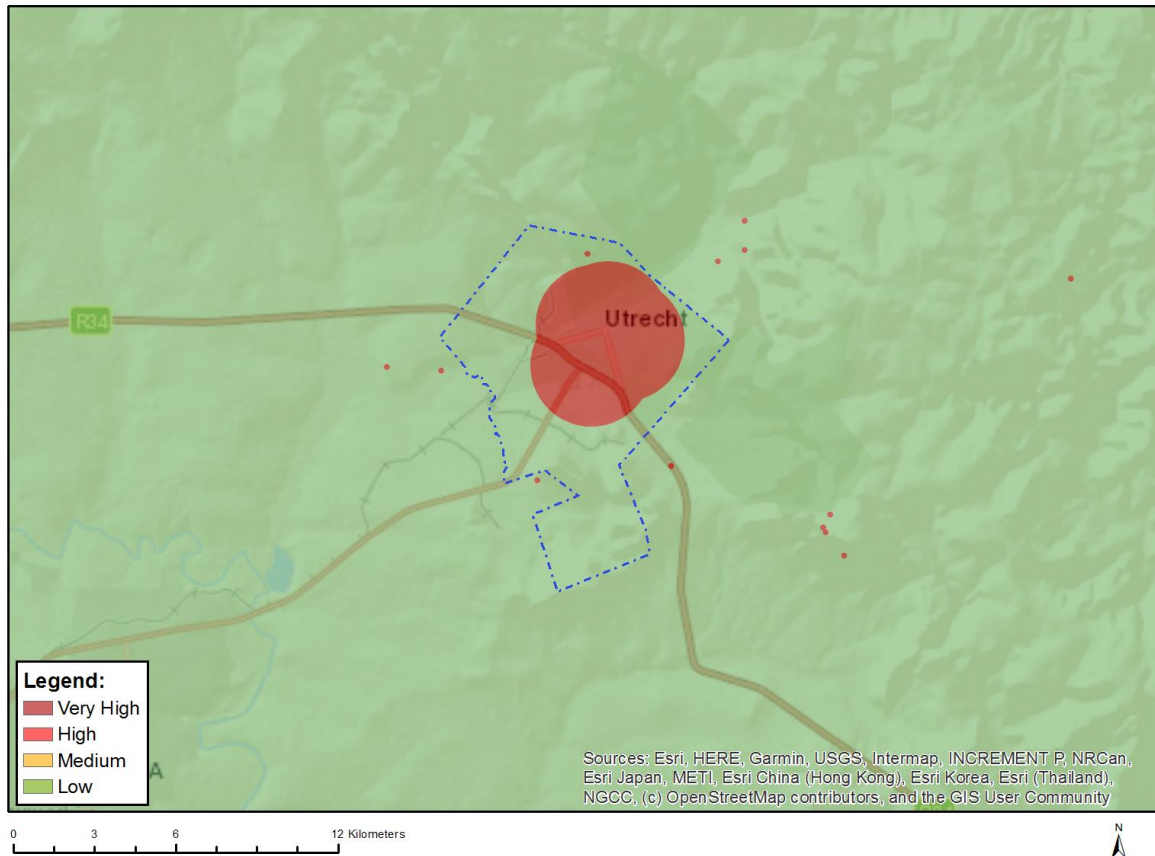 R34
Utrecht
Legend:
Very High
High
Medium
Low
A
Sources: Esri, HERE, Garmin, USGS, Intermap, INCREMENT P, NRCan,
Esri Japan, METI, Esri China (Hong Kong), Esri Korea, Esri (Thailand),
NGCC, (c) OpenStreetMap contributors, and the GIS User Community
0 3 6 12 Kilometers
N